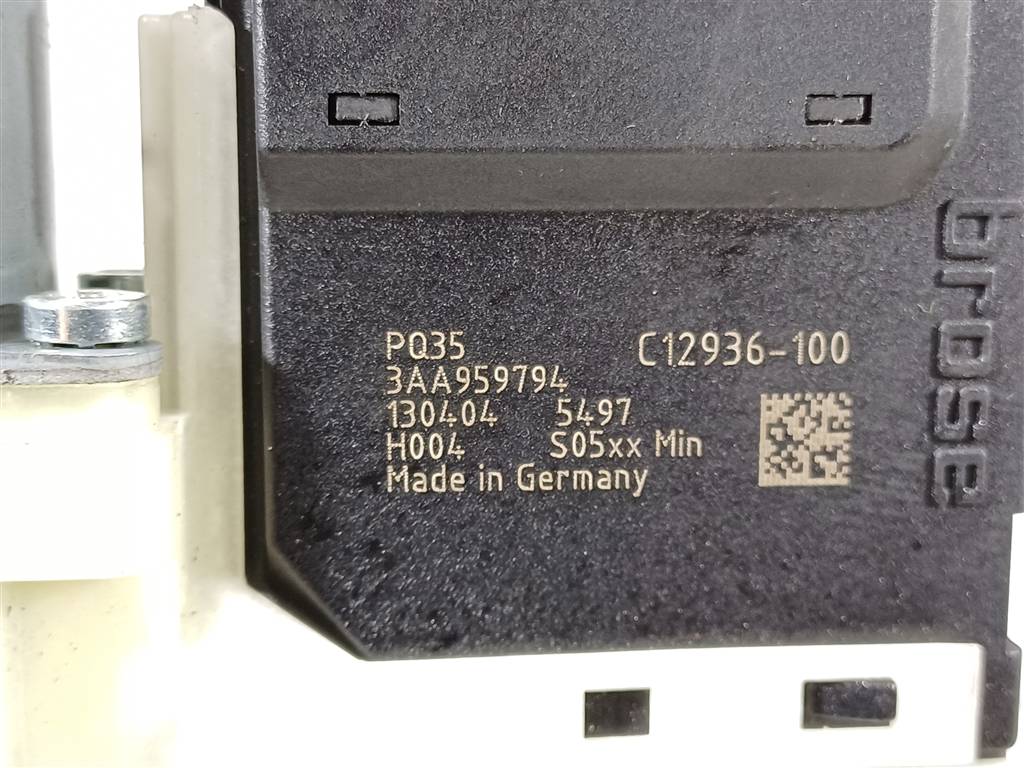 brose
PQ35 C12936-100
3AA959794
130404 5497
H004 S05xx Min
Made in Germany